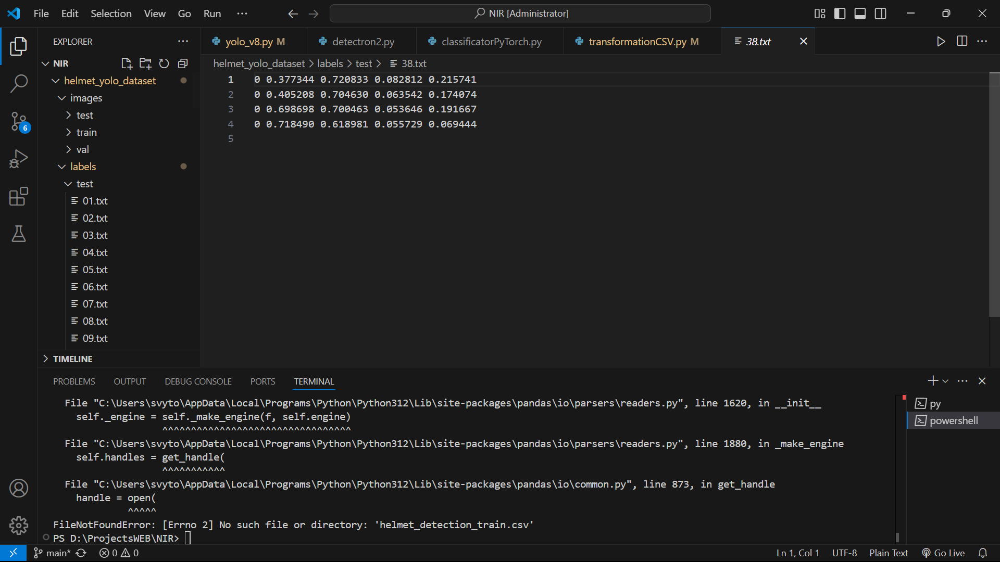 File Edit Selection View Go Run ··· NIR [Administrator]
EXPLORER ···
yolo_v8.py M detectron2.py classificatorPyTorch.py transformationCSV.py M 38.txt
helmet_yolo_dataset > labels > test > 38.txt
NIR
helmet_yolo_dataset
images
test
train
val
labels
test
01.txt
02.txt
03.txt
04.txt
05.txt
06.txt
07.txt
08.txt
09.txt
TIMELINE
6
1 0 0.377344 0.720833 0.082812 0.215741
2 0 0.405208 0.704630 0.063542 0.174074
3 0 0.698698 0.700463 0.053646 0.191667
4 0 0.718490 0.618981 0.055729 0.069444
5
PROBLEMS OUTPUT DEBUG CONSOLE PORTS TERMINAL
File "C:\Users\svyto\AppData\Local\Programs\Python\Python312\Lib\site-packages\pandas\io\parsers\readers.py", line 1620, in __init__
self._engine = self._make_engine(f, self.engine)
^^^^^^^^^^^^^^^^^^^^^^^^^^^^^^^^^
File "C:\Users\svyto\AppData\Local\Programs\Python\Python312\Lib\site-packages\pandas\io\parsers\readers.py", line 1880, in _make_engine
self.handles = get_handle(
^^^^^^^^^^^
File "C:\Users\svyto\AppData\Local\Programs\Python\Python312\Lib\site-packages\pandas\io\common.py", line 873, in get_handle
handle = open(
^^^^^
FileNotFoundError: [Errno 2] No such file or directory: 'helmet_detection_train.csv'
PS D:\ProjectsWEB\NIR>
py
powershell
main* 0 0 Ln 1, Col 1 UTF-8 Plain Text Go Live